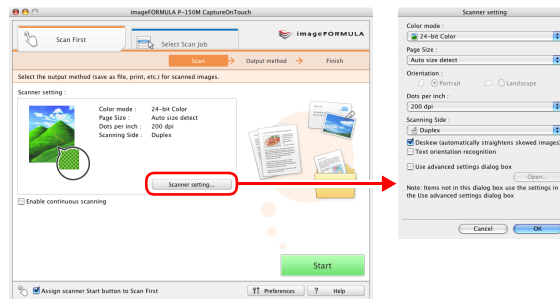 imageFORMULA P-150M CaptureOnTouch
Scan First
Select Scan Job
imageFORMULA
Scan
Output method
Finish
Select the output method (save as file, print, etc.) for scanned images.
Scanner setting :
Color mode : 24-bit Color
Page Size : Auto size detect
Dots per inch : 200 dpi
Scanning Side : Duplex
Scanner setting...
Enable continuous scanning
Start
Assign scanner Start button to Scan First
Preferences
? Help
Scanner setting
Color mode :
24-bit Color
Page Size :
Auto size detect
Orientation :
Portrait
Landscape
Dots per inch :
200 dpi
Scanning Side :
Duplex
Deskew (automatically straightens skewed images)
Text orientation recognition
Use advanced settings dialog box
Open...
Note: Items not in this dialog box use the settings in
the Use advanced settings dialog box
Cancel
OK